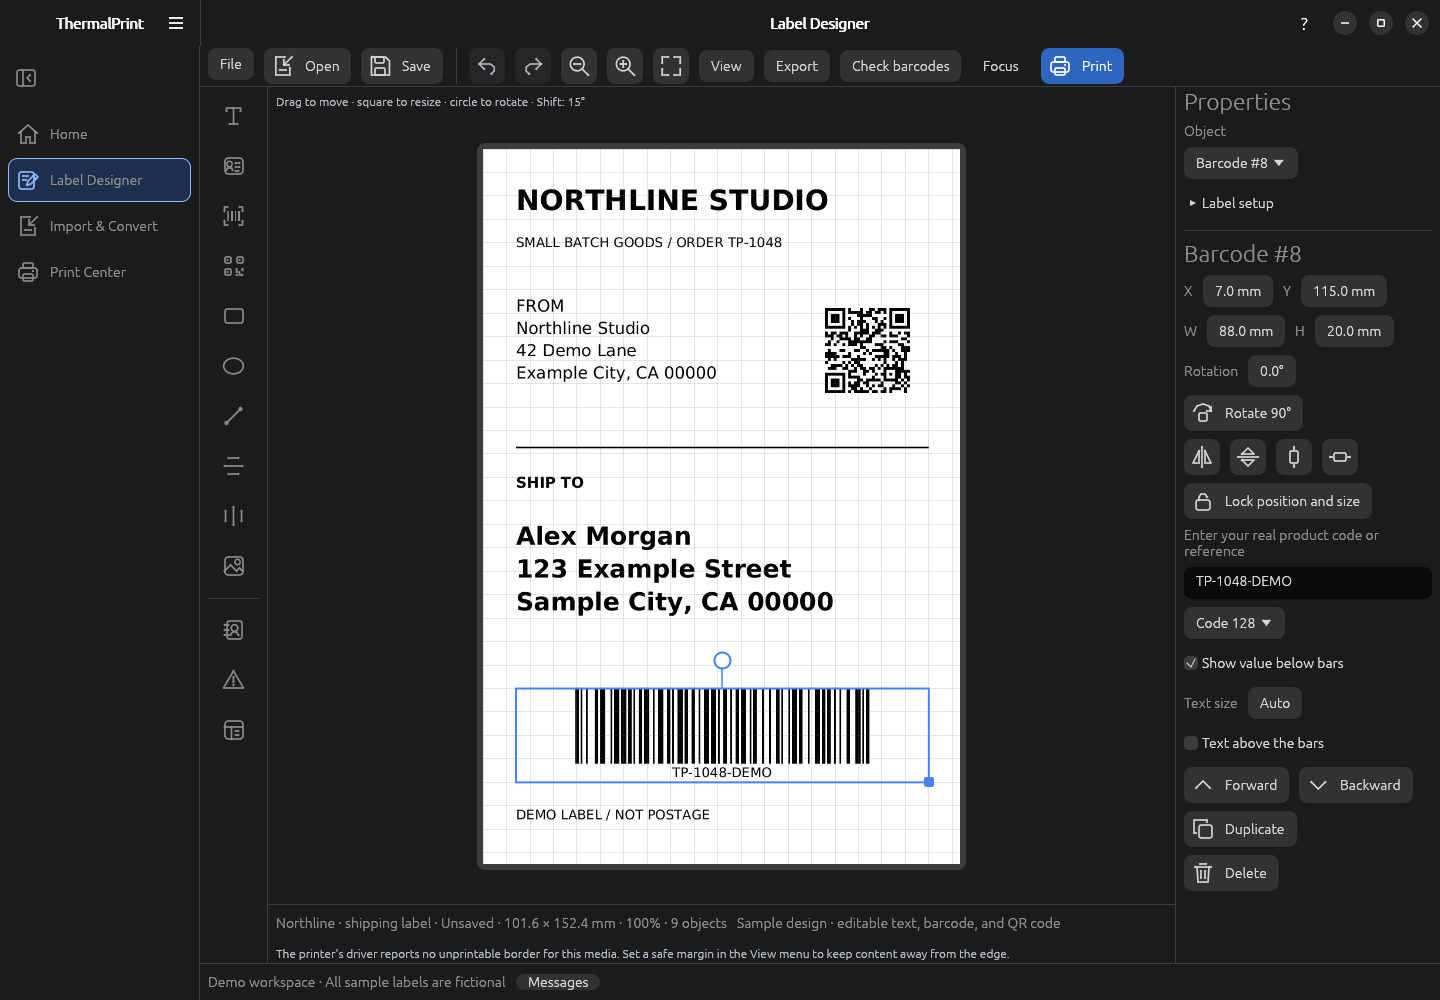 ThermalPrint
Label Designer
?
File
Open
Save
View
Export
Check barcodes
Focus
Print
Home
Label Designer
Import & Convert
Print Center
Drag to move · square to resize · circle to rotate · Shift: 15°
NORTHLINE STUDIO
SMALL BATCH GOODS / ORDER TP-1048
FROM
Northline Studio
42 Demo Lane
Example City, CA 00000
SHIP TO
Alex Morgan
123 Example Street
Sample City, CA 00000
TP-1048-DEMO
DEMO LABEL / NOT POSTAGE
Properties
Object
Barcode #8
Label setup
Barcode #8
X 7.0 mm Y 115.0 mm
W 88.0 mm H 20.0 mm
Rotation 0.0°
Rotate 90°
Lock position and size
Enter your real product code or
reference
TP-1048-DEMO
Code 128
Show value below bars
Text size Auto
Text above the bars
Forward Backward
Duplicate
Delete
Northline · shipping label · Unsaved · 101.6 × 152.4 mm · 100% · 9 objects Sample design · editable text, barcode, and QR code
The printer's driver reports no unprintable border for this media. Set a safe margin in the View menu to keep content away from the edge.
Demo workspace · All sample labels are fictional Messages